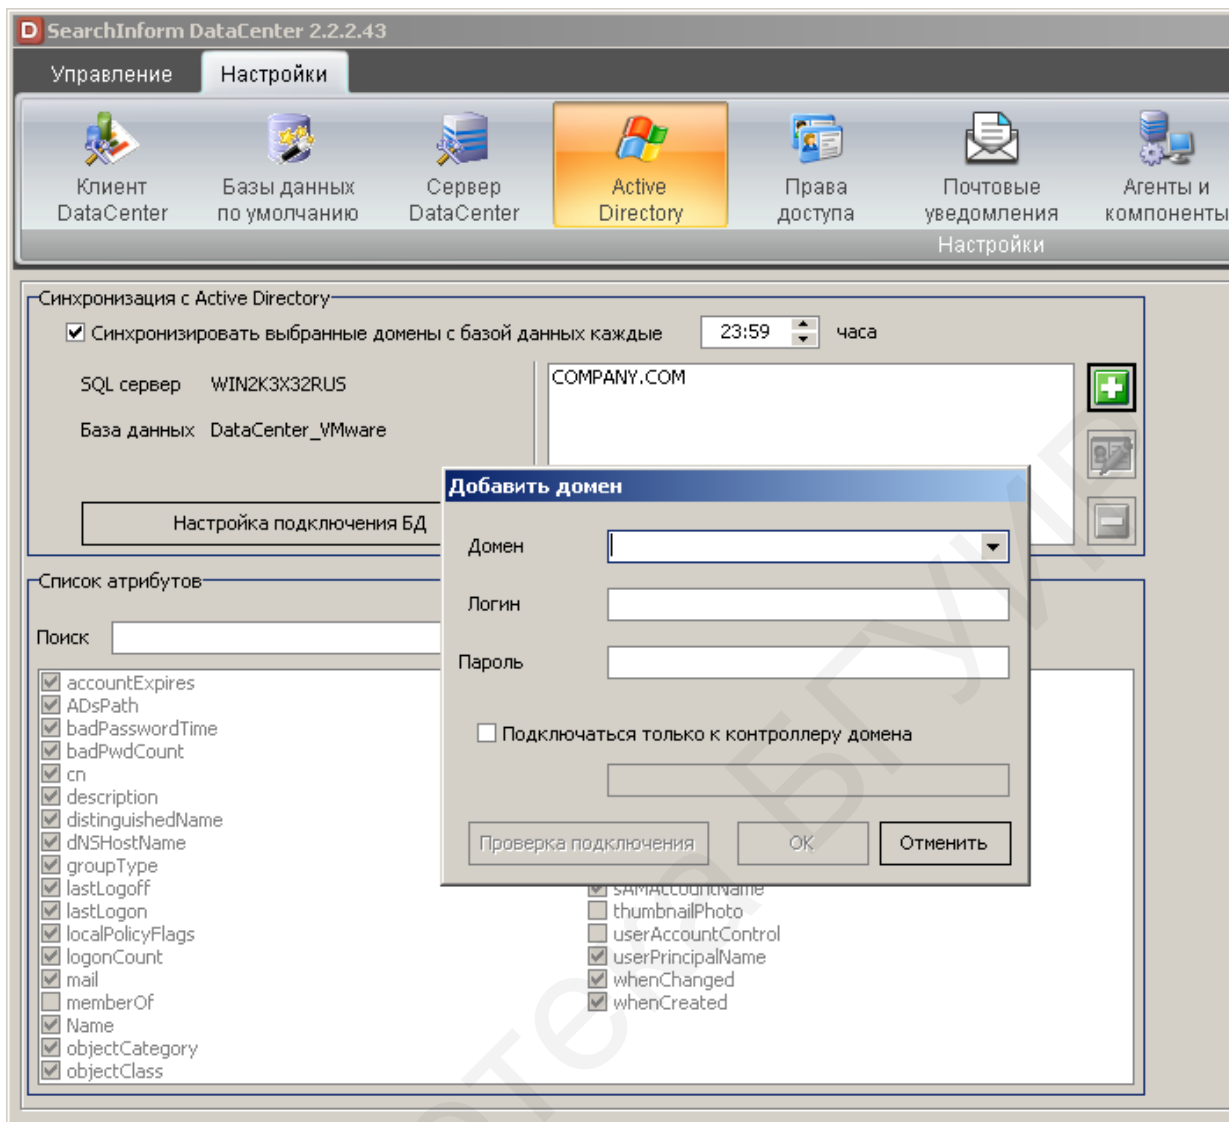 SearchInform DataCenter 2.2.2.43
Управление Настройки
Клиент DataCenter
Базы данных по умолчанию
Сервер DataCenter
Active Directory
Права доступа
Почтовые уведомления
Агенты и компоненты
Настройки
Синхронизация с Active Directory
Синхронизировать выбранные домены с базой данных каждые 23:59 часа
SQL сервер WIN2K3X32RUS
COMPANY.COM
База данных DataCenter_VMware
Настройка подключения БД
Добавить домен
Домен
Логин
Пароль
Подключаться только к контроллеру домена
Проверка подключения OK Отменить
Список атрибутов
Поиск
accountExpires
ADsPath
badPasswordTime
badPwdCount
cn
description
distinguishedName
dNSHostName
groupType
lastLogoff
lastLogon
localPolicyFlags
logonCount
mail
memberOf
Name
objectCategory
objectClass
sAMAccountName
thumbnailPhoto
userAccountControl
userPrincipalName
whenChanged
whenCreated
тека БГУИР